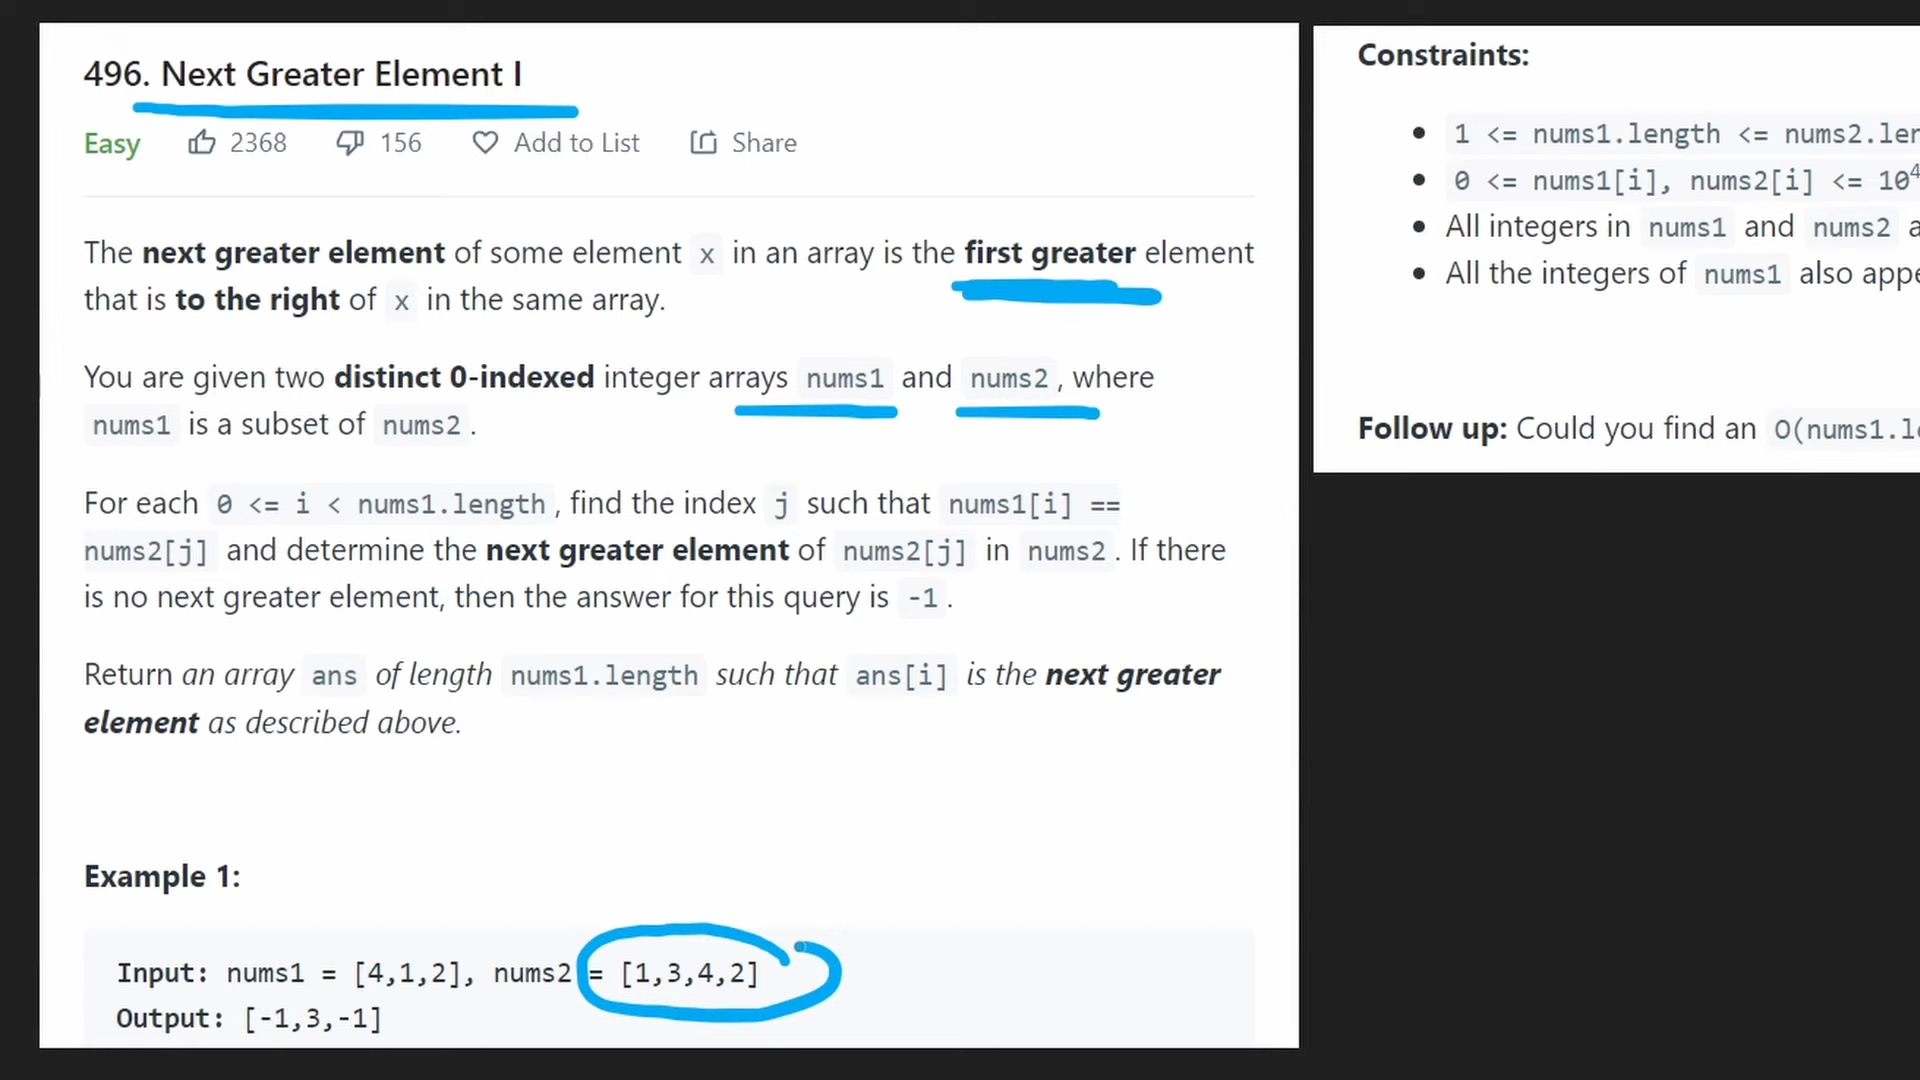 496. Next Greater Element I
Easy 2368 156 Add to List Share
The next greater element of some element x in an array is the first greater element
that is to the right of x in the same array.
You are given two distinct 0-indexed integer arrays nums1 and nums2, where
nums1 is a subset of nums2.
For each 0 <= i < nums1.length, find the index j such that nums1[i] ==
nums2[j] and determine the next greater element of nums2[j] in nums2. If there
is no next greater element, then the answer for this query is -1.
Return an array ans of length nums1.length such that ans[i] is the next greater
element as described above.
Example 1:
Input: nums1 = [4,1,2], nums2 = [1,3,4,2]
Output: [-1,3,-1]
Constraints:
1 <= nums1.length <= nums2.len
0 <= nums1[i], nums2[i] <= 10⁴
All integers in nums1 and nums2 a
All the integers of nums1 also appe
Follow up: Could you find an O(nums1.le